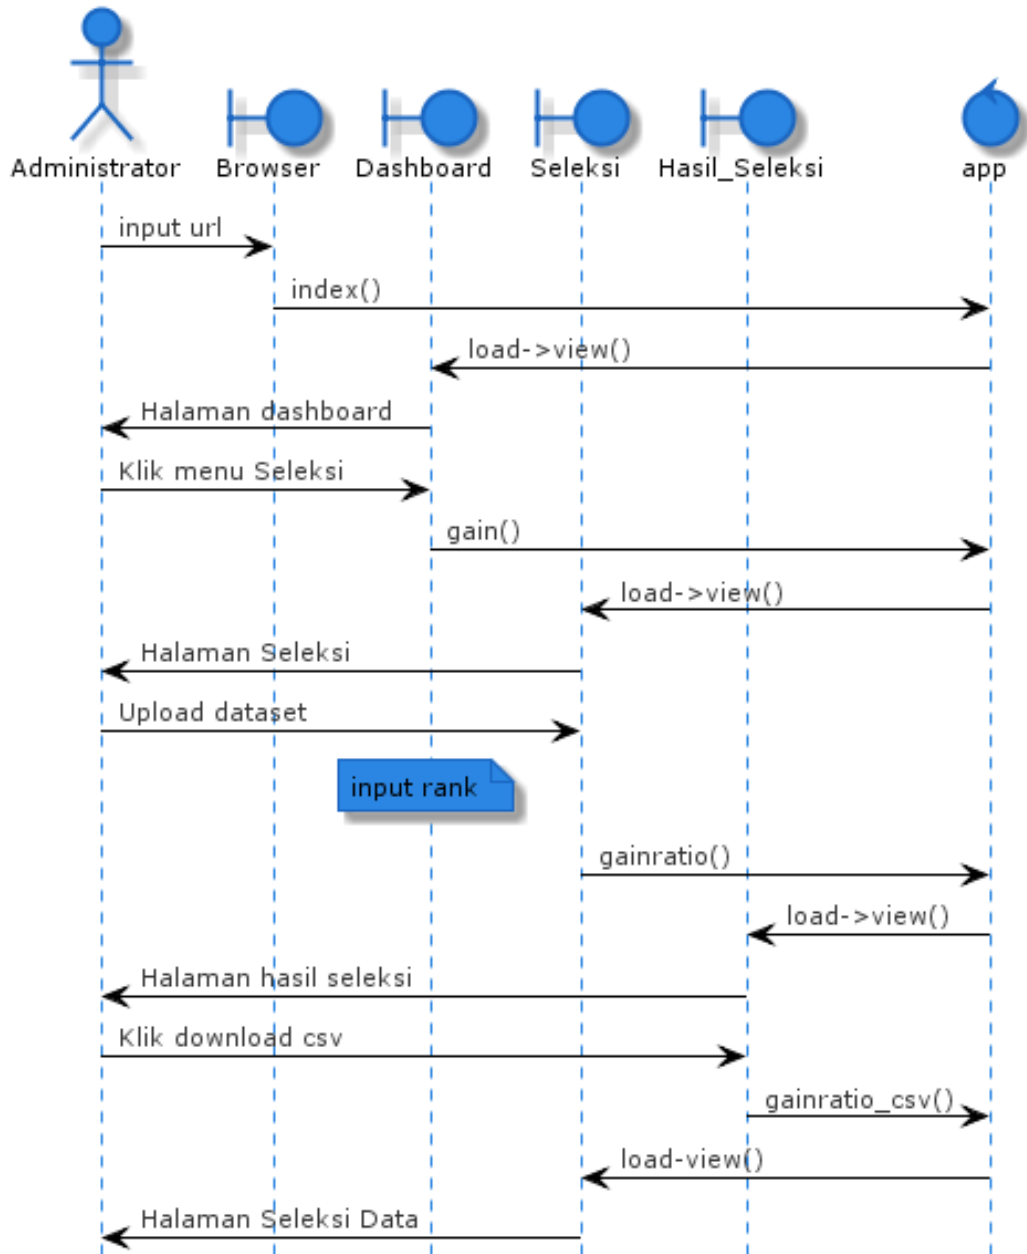 Administrator Browser Dashboard Seleksi Hasil_Seleksi app
input url
index()
load->view()
Halaman dashboard
Klik menu Seleksi
gain()
load->view()
Halaman Seleksi
Upload dataset
input rank
gainratio()
load->view()
Halaman hasil seleksi
Klik download csv
gainratio_csv()
load-view()
Halaman Seleksi Data